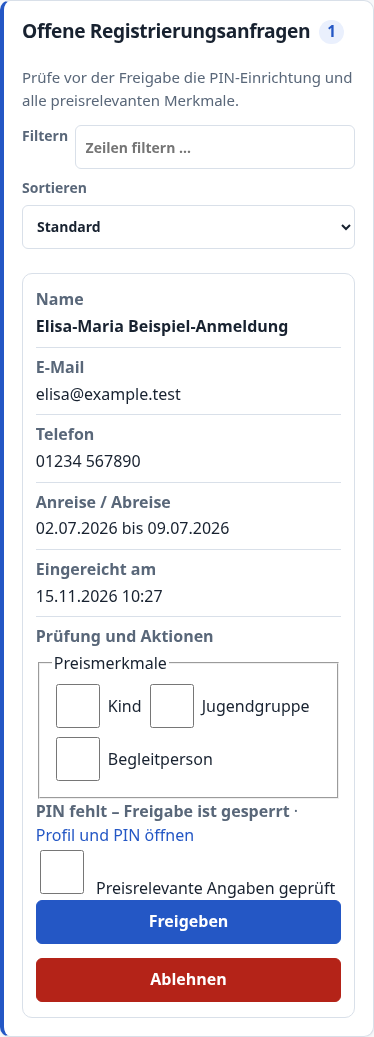 Offene Registrierungsanfragen 1
Prüfe vor der Freigabe die PIN-Einrichtung und
alle preisrelevanten Merkmale.
Filtern Zeilen filtern ...
Sortieren
Standard
Name
Elisa-Maria Beispiel-Anmeldung
E-Mail
elisa@example.test
Telefon
01234 567890
Anreise / Abreise
02.07.2026 bis 09.07.2026
Eingereicht am
15.11.2026 10:27
Prüfung und Aktionen
Preismerkmale
Kind Jugendgruppe
Begleitperson
PIN fehlt – Freigabe ist gesperrt ·
Profil und PIN öffnen
Preisrelevante Angaben geprüft
Freigeben
Ablehnen